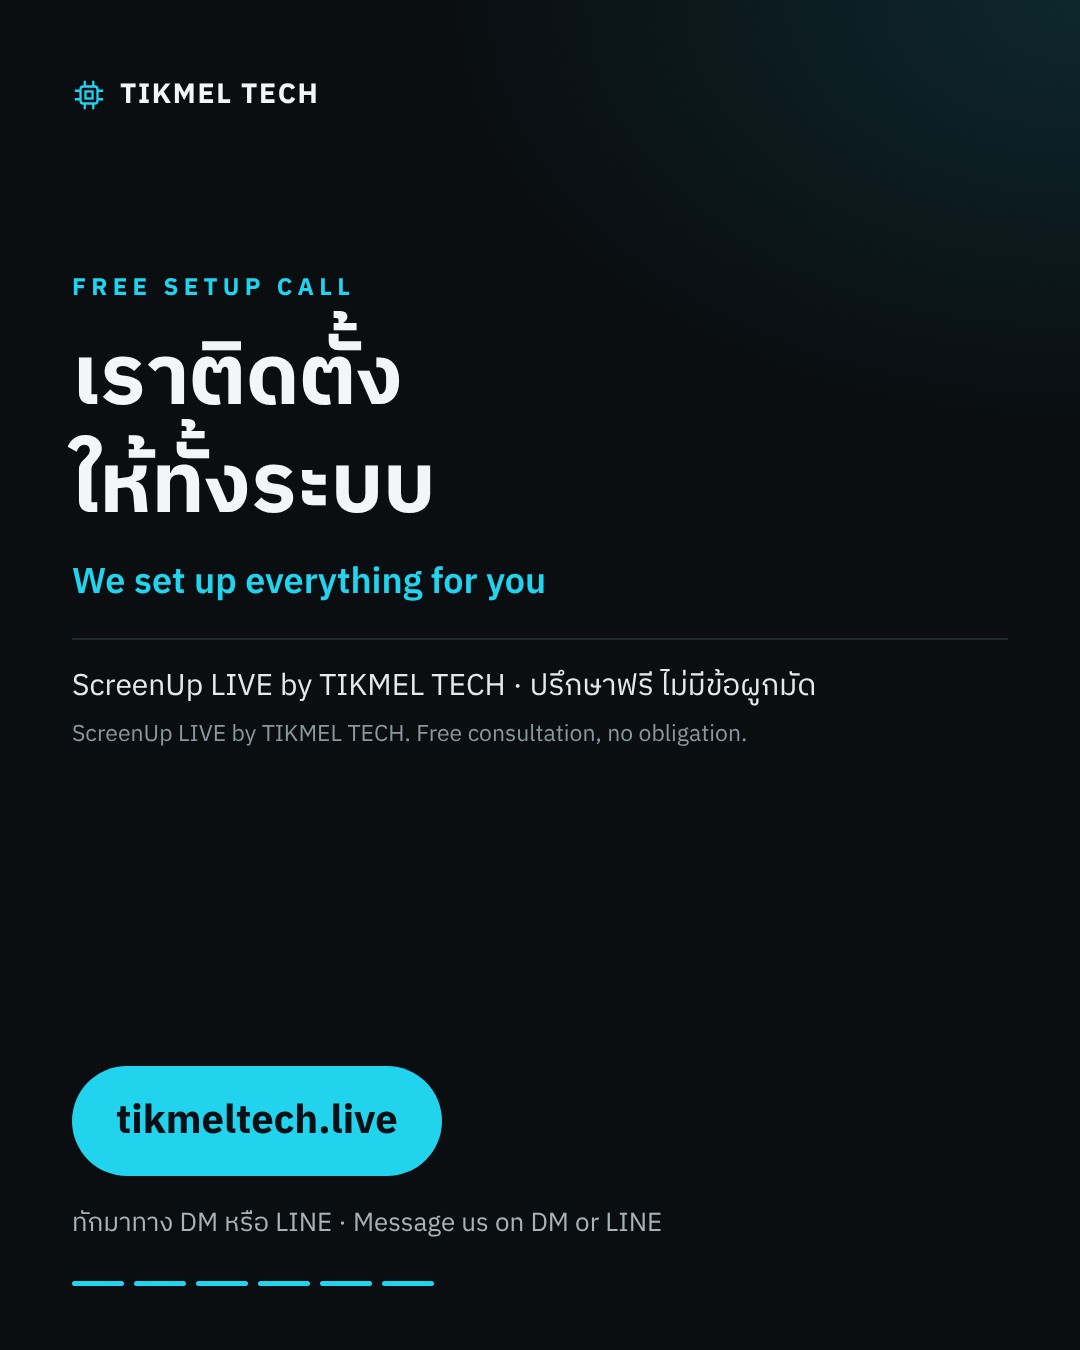 TIKMEL TECH
FREE SETUP CALL
เราติดตั้ง
ให้ทั้งระบบ
We set up everything for you
ScreenUp LIVE by TIKMEL TECH · ปรึกษาฟรี ไม่มีข้อผูกมัด
ScreenUp LIVE by TIKMEL TECH. Free consultation, no obligation.
tikmeltech.live
ทักมาทาง DM หรือ LINE · Message us on DM or LINE